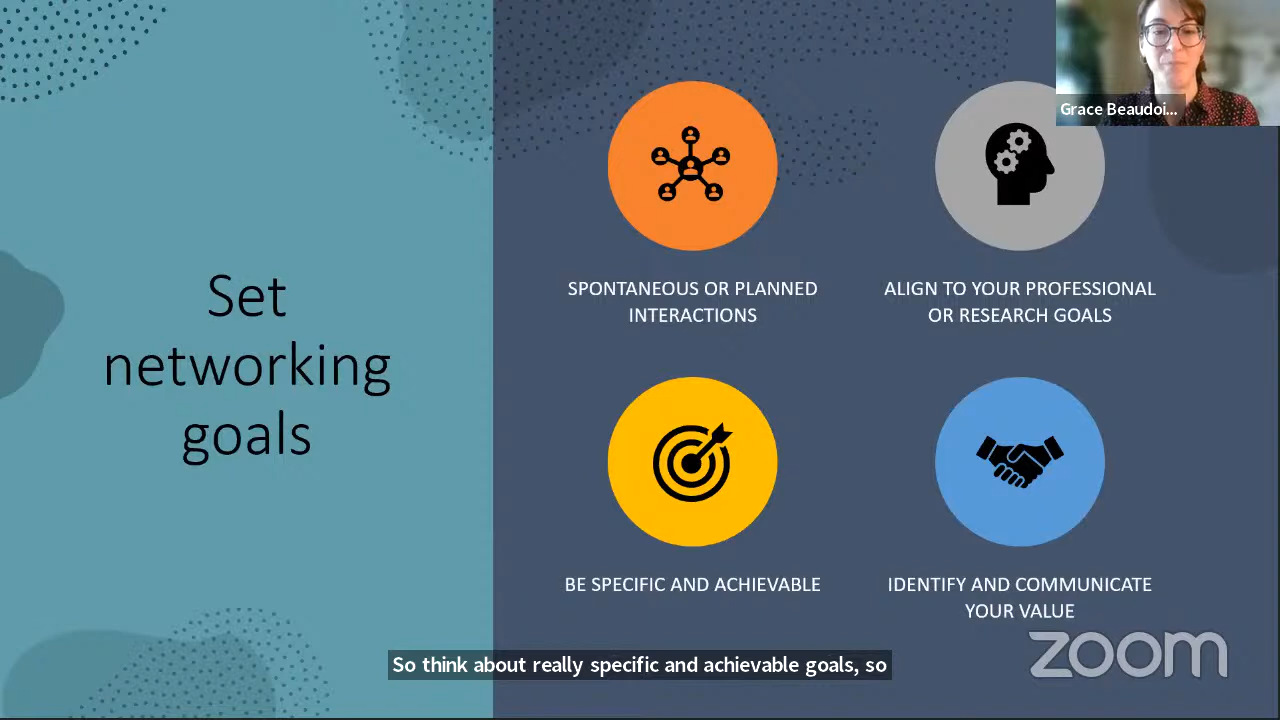 Set
networking
goals
Grace Beaudoi...
SPONTANEOUS OR PLANNED
INTERACTIONS
ALIGN TO YOUR PROFESSIONAL
OR RESEARCH GOALS
BE SPECIFIC AND ACHIEVABLE
IDENTIFY AND COMMUNICATE
YOUR VALUE
So think about really specific and achievable goals, so
zoom